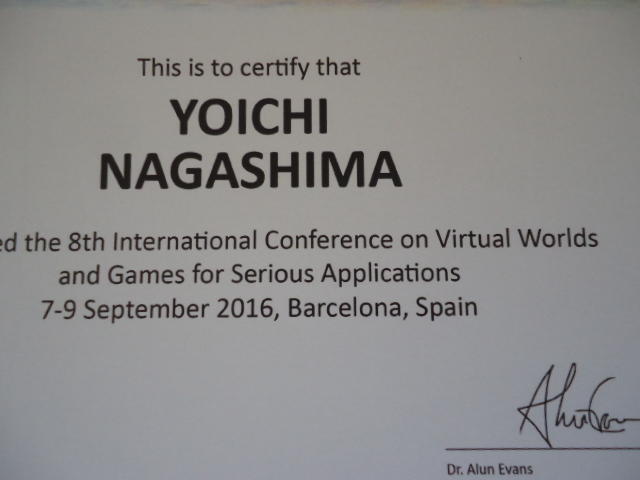 This is to certify that
YOICHI
NAGASHIMA
ed the 8th International Conference on Virtual Worlds
and Games for Serious Applications
7-9 September 2016, Barcelona, Spain
Dr. Alun Evans